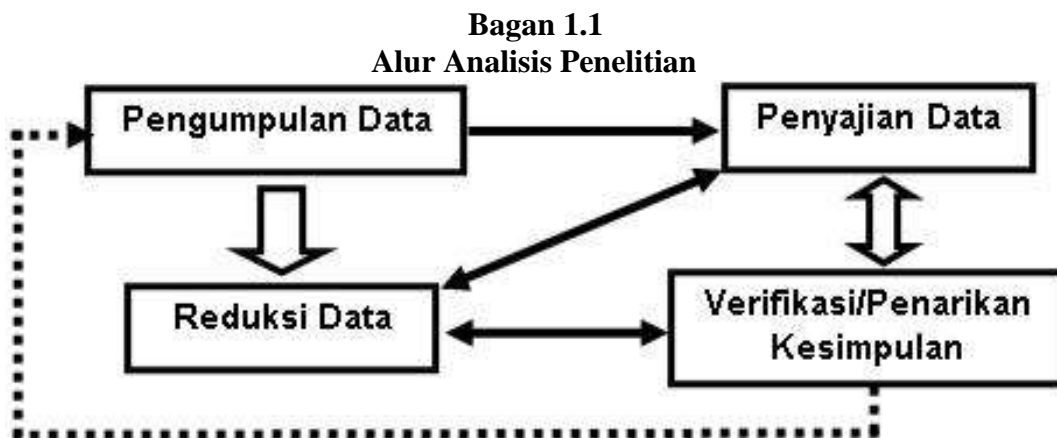 Bagan 1.1
Alur Analisis Penelitian
Pengumpulan Data
Penyajian Data
Reduksi Data
Verifikasi/Penarikan
Kesimpulan